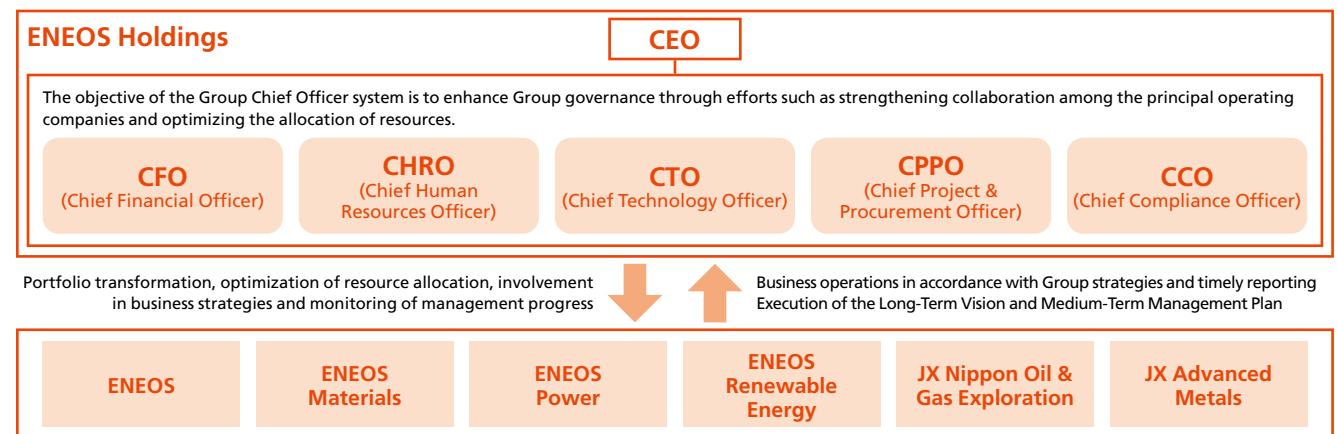 ENEOS Holdings
CEO
The objective of the Group Chief Officer system is to enhance Group governance through efforts such as strengthening collaboration among the principal operating
companies and optimizing the allocation of resources.
CFO
(Chief Financial Officer)
CHRO
(Chief Human
Resources Officer)
CTO
(Chief Technology Officer)
CPPO
(Chief Project &
Procurement Officer)
CCO
(Chief Compliance Officer)
Portfolio transformation, optimization of resource allocation, involvement
in business strategies and monitoring of management progress
Business operations in accordance with Group strategies and timely reporting
Execution of the Long-Term Vision and Medium-Term Management Plan
ENEOS
ENEOS
Materials
ENEOS
Power
ENEOS
Renewable
Energy
JX Nippon Oil &
Gas Exploration
JX Advanced
Metals